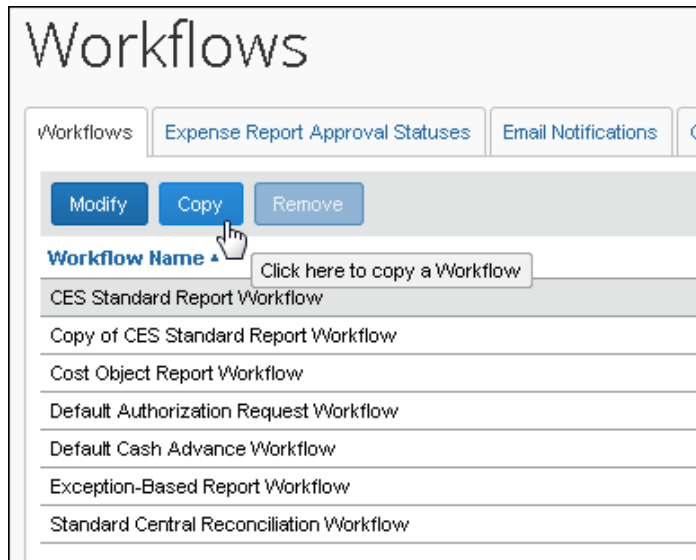 Workflows
Workflows Expense Report Approval Statuses Email Notifications
Modify Copy Remove
Workflow Name
Click here to copy a Workflow
CES Standard Report Workflow
Copy of CES Standard Report Workflow
Cost Object Report Workflow
Default Authorization Request Workflow
Default Cash Advance Workflow
Exception-Based Report Workflow
Standard Central Reconciliation Workflow